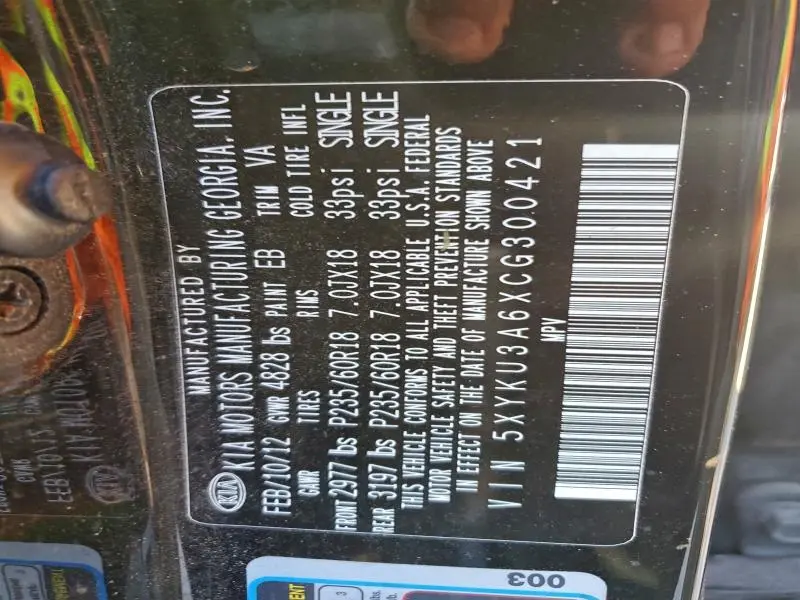 MANUFACTURED BY
KIA KIA MOTORS MANUFACTURING GEORGIA, INC.
FEB/10/12 GVWR 4828 lbs PAINT EB TRIM VA
GAWR TIRES RIMS COLD TIRE INFL
FRONT 2977 lbs P235/60R18 7.0JX18 33psi SINGLE
REAR 3197 lbs P235/60R18 7.0JX18 33psi SINGLE
THIS VEHICLE CONFORMS TO ALL APPLICABLE U.S.A. FEDERAL
MOTOR VEHICLE SAFETY AND THEFT PREVENTION STANDARDS
IN EFFECT ON THE DATE OF MANUFACTURE SHOWN ABOVE
VIN 5XYKU3A6XCG300421
MPV
003